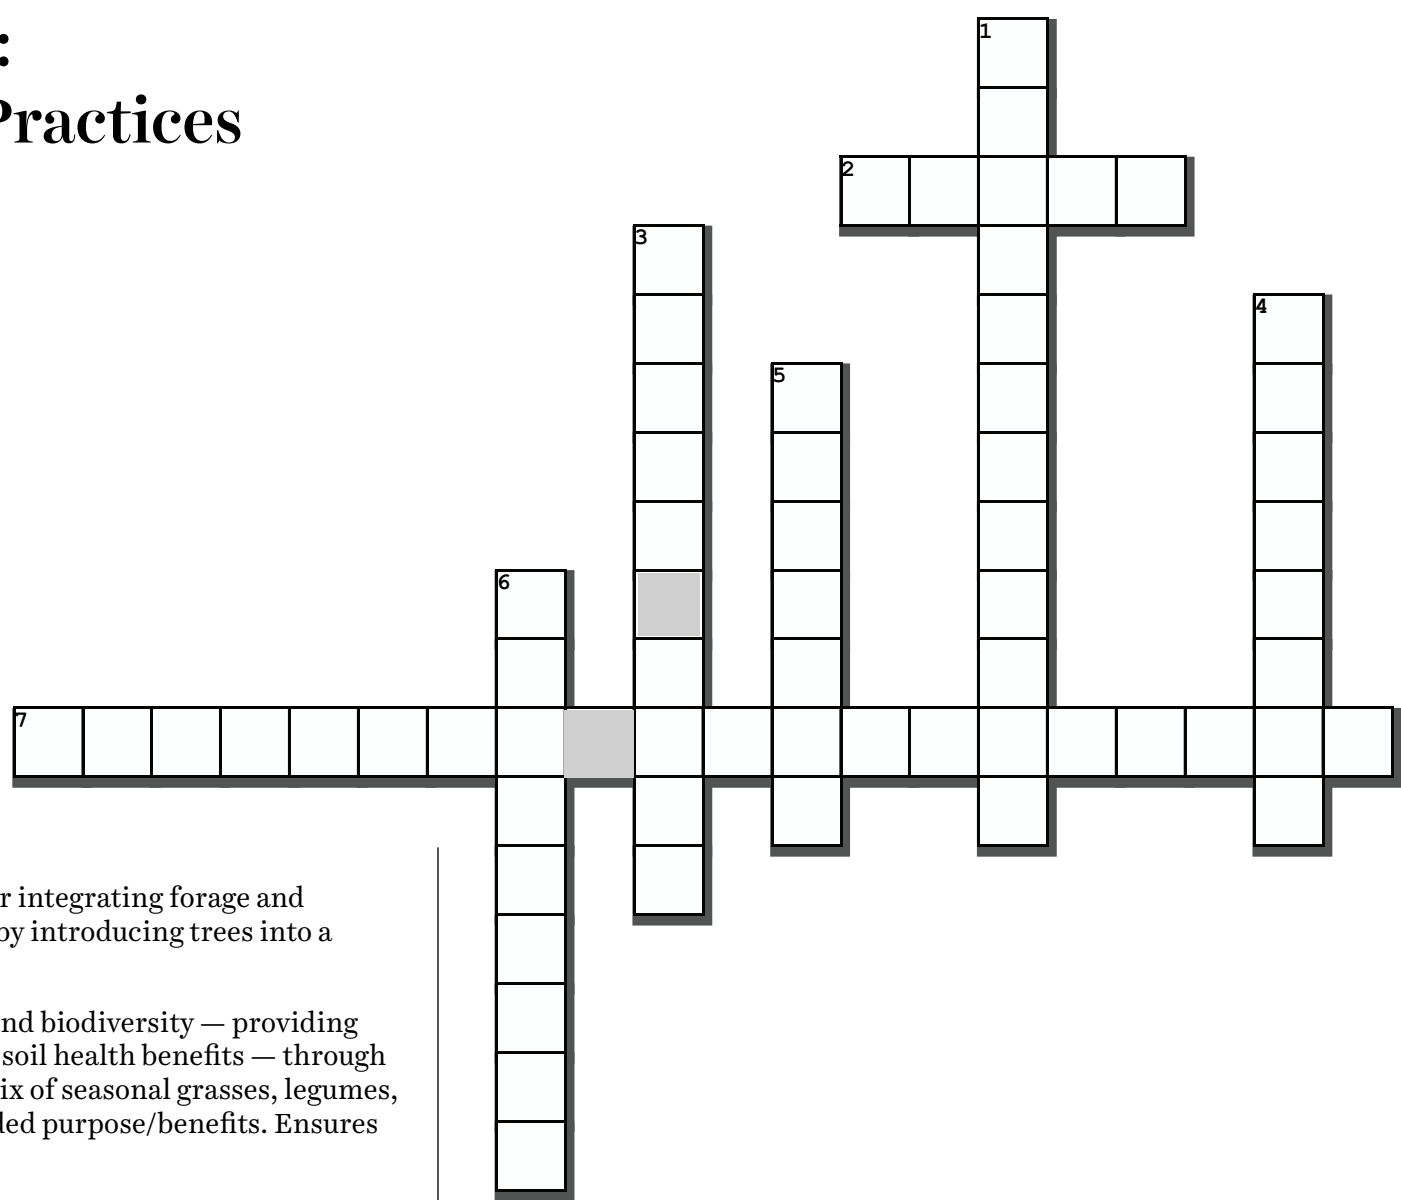 :
Practices
1
2
3
4
5
6
7
r integrating forage and
by introducing trees into a
nd biodiversity — providing
soil health benefits — through
ix of seasonal grasses, legumes,
ded purpose/benefits. Ensures